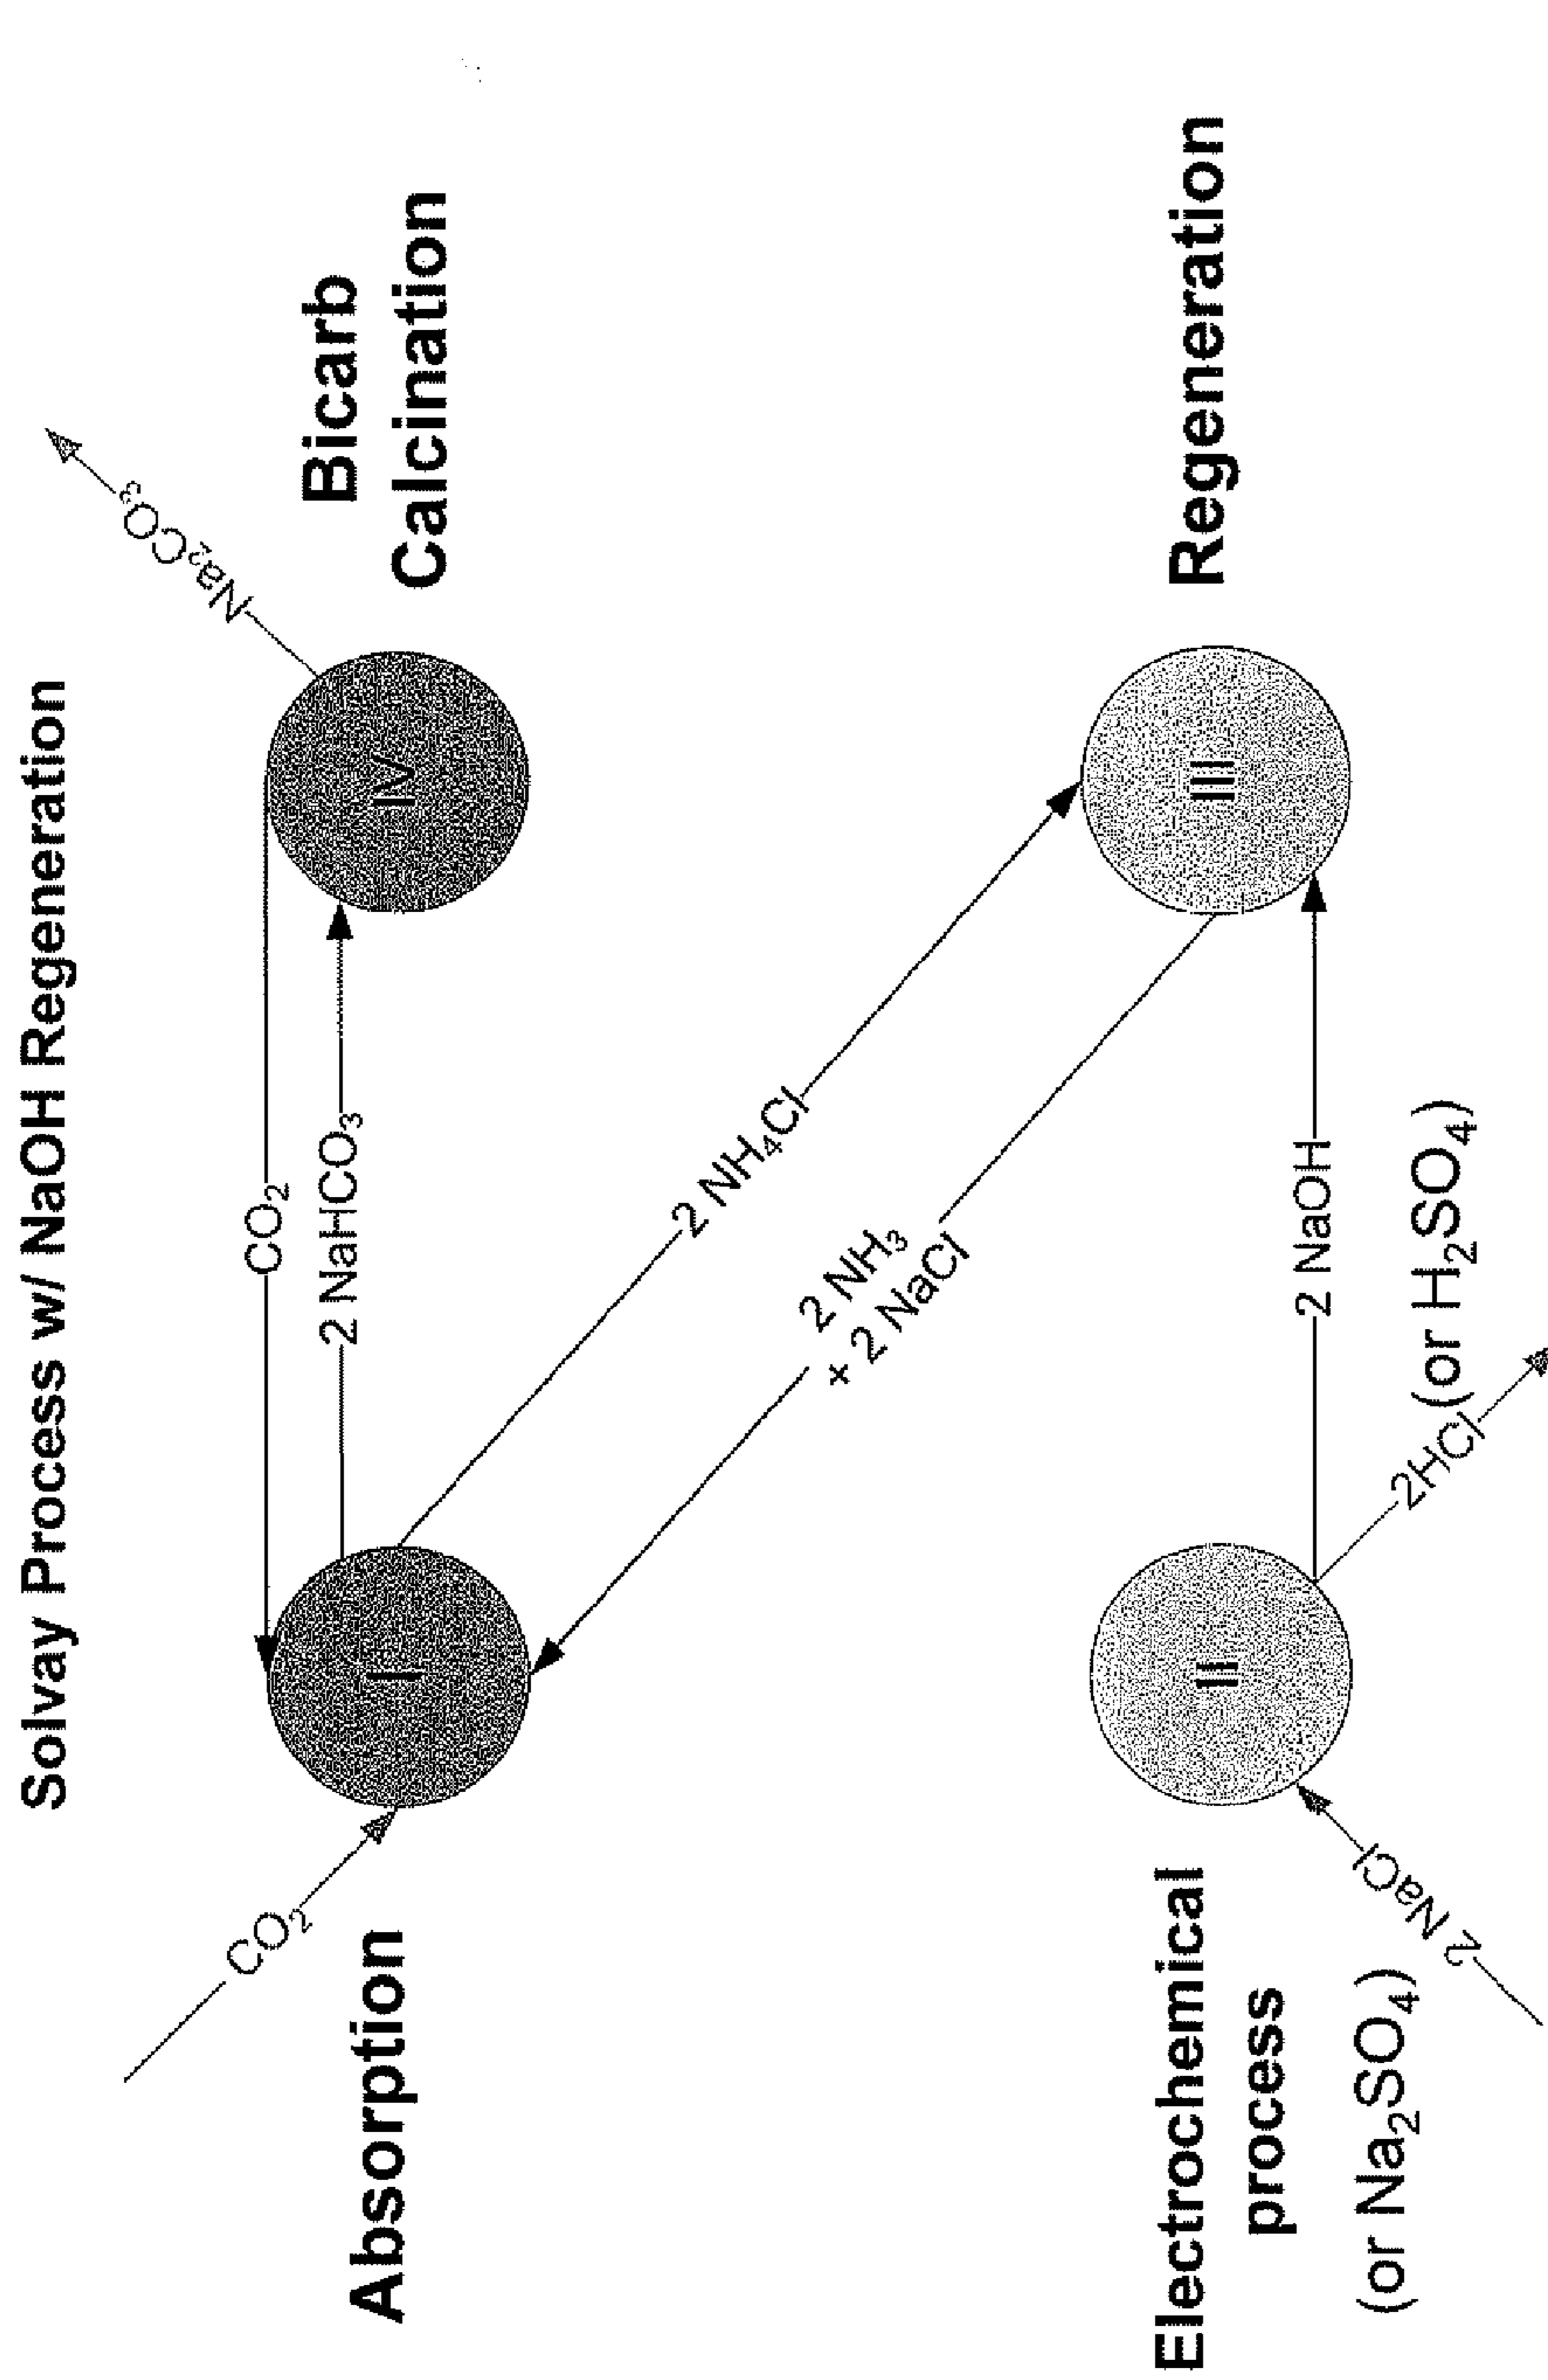 Solvay Process w/ NaOH Regeneration
CO₂
Na₂CO₃
CO₂
2 NaHCO₃
Absorption
I
IV
Bicarb
Calcination
2 NH₄Cl
2 NH₃
+ 2 NaCl
Electrochemical
process
(or Na₂SO₄)
II
III
Regeneration
2 NaOH
2 NaCl
2HCl
(or H₂SO₄)